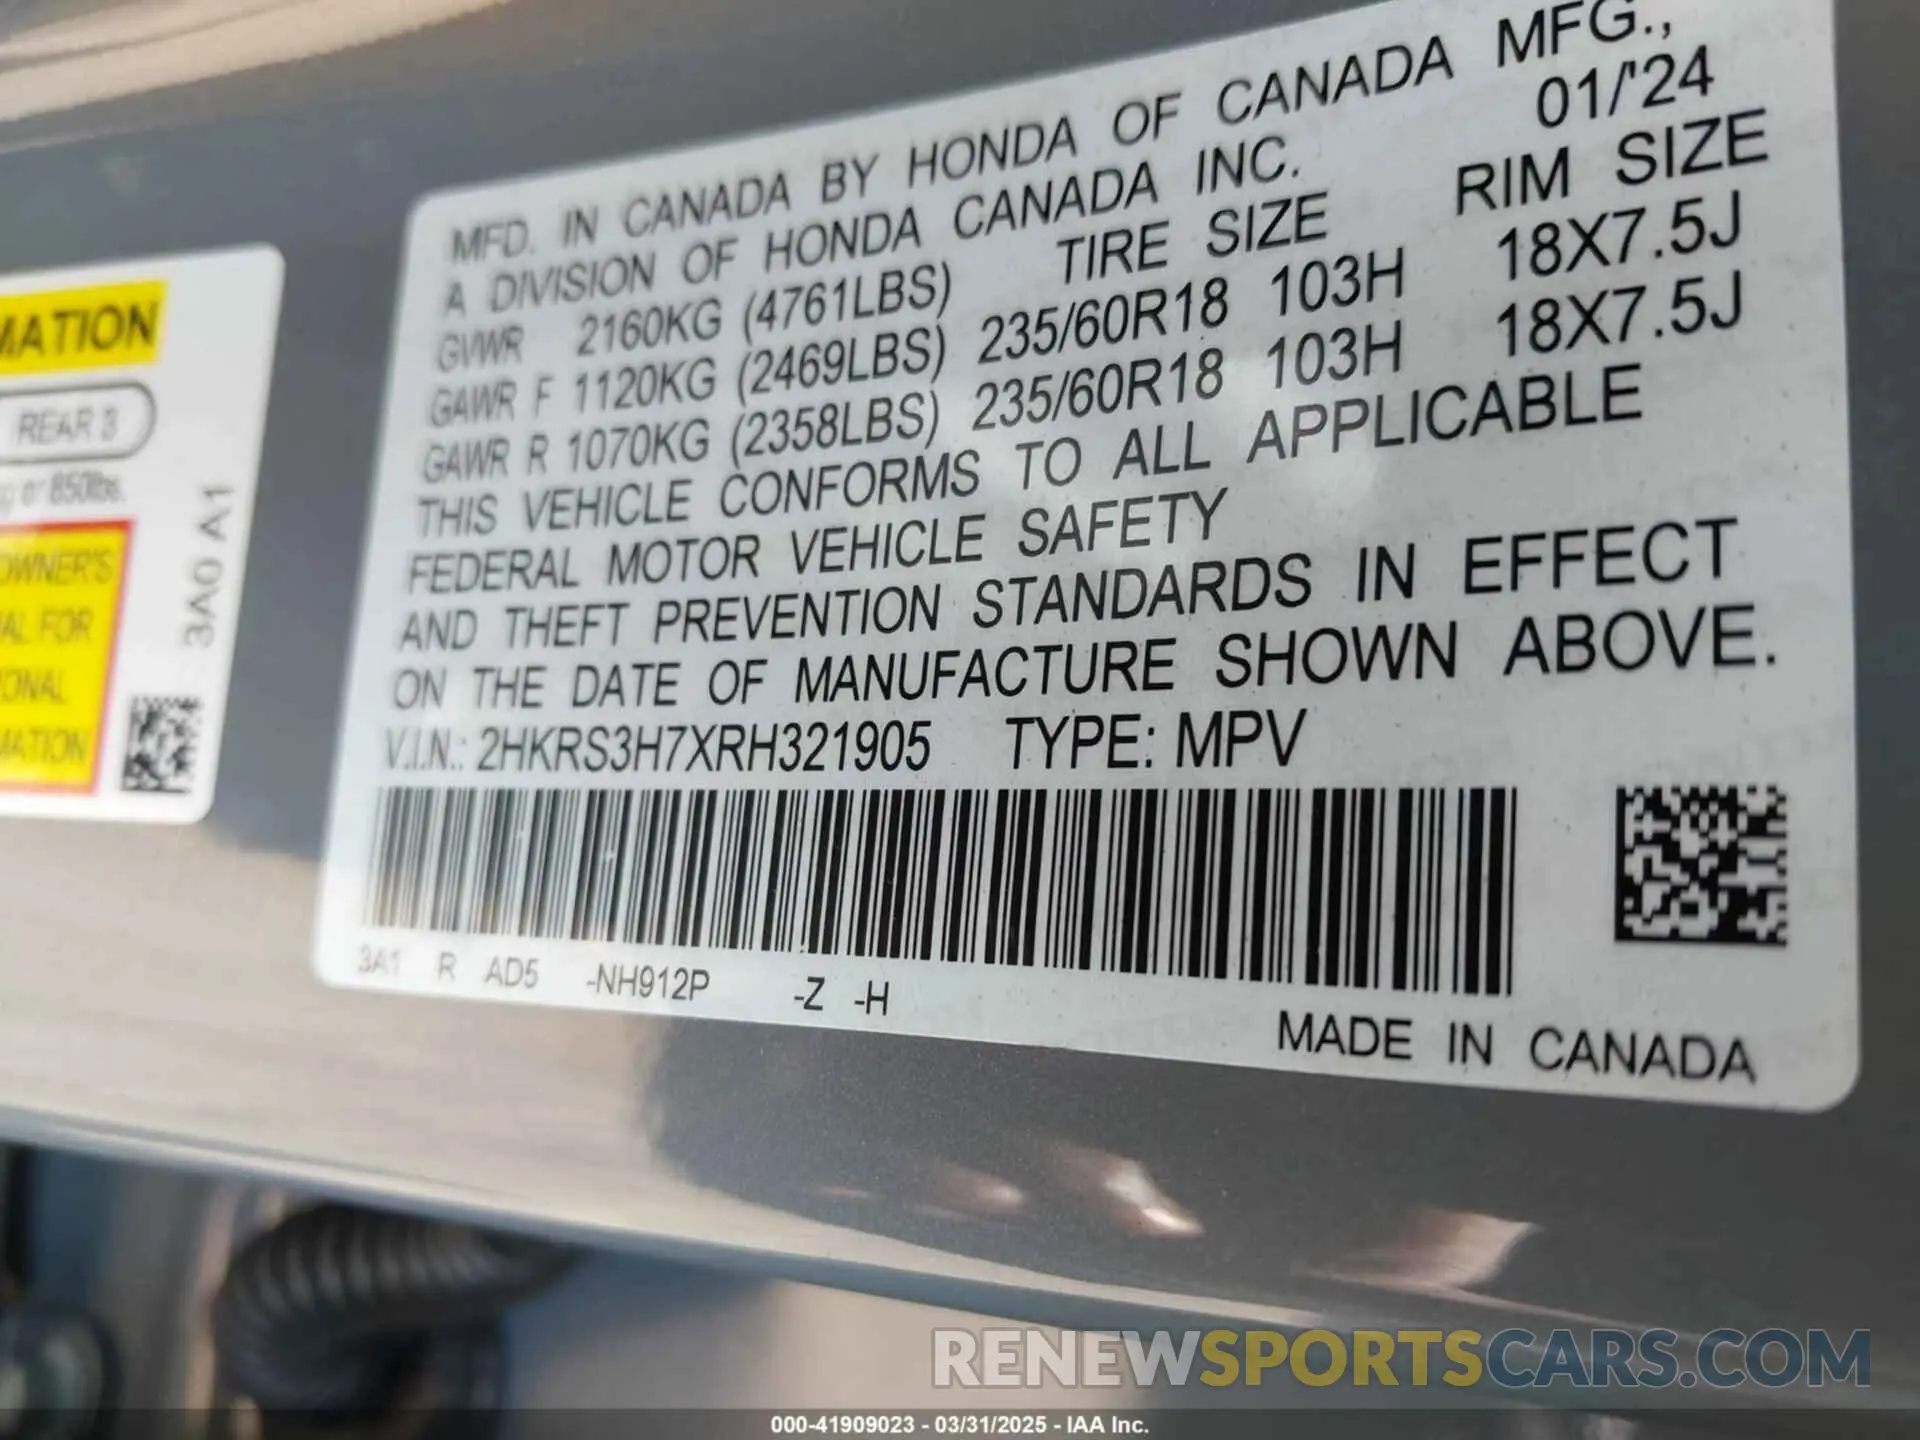 MFD. IN CANADA BY HONDA OF CANADA MFG.,
A DIVISION OF HONDA CANADA INC. 01/'24
GVWR 2160KG (4761LBS) TIRE SIZE RIM SIZE
GAWR F 1120KG (2469LBS) 235/60R18 103H 18X7.5J
GAWR R 1070KG (2358LBS) 235/60R18 103H 18X7.5J
THIS VEHICLE CONFORMS TO ALL APPLICABLE
FEDERAL MOTOR VEHICLE SAFETY
AND THEFT PREVENTION STANDARDS IN EFFECT
ON THE DATE OF MANUFACTURE SHOWN ABOVE.
V.I.N.: 2HKRS3H7XRH321905 TYPE: MPV
3A1 R AD5 -NH912P -Z -H
MADE IN CANADA
REAR 3
or 850lbs.
OWNER'S
FOR
3A0 A1
RENEWSPORTSCARS.COM
000-41909023 - 03/31/2025 - IAA Inc.